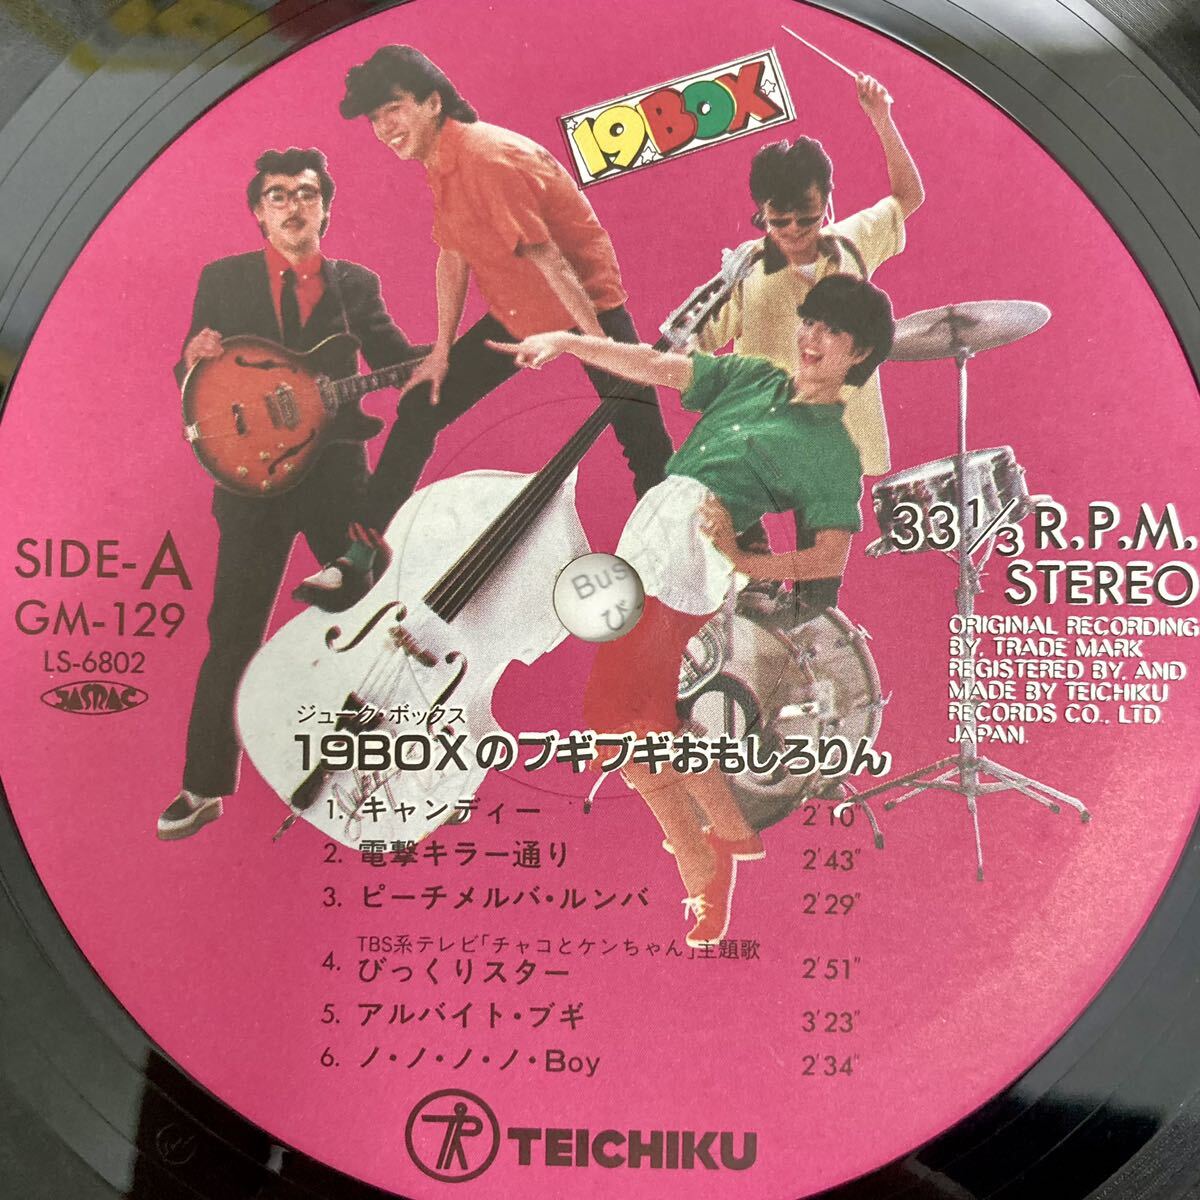 19BOX
SIDE-A
GM-129
LS-6802
JASRAC
33 1/3 R.P.M.
STEREO
ORIGINAL RECORDING
BY. TRADE MARK
REGISTERED BY. AND
MADE BY TEICHIKU
RECORDS CO., LTD.
JAPAN.
Bus
び
ジューク・ボックス
19BOXのブギブギおもしろりん
1. キャンディー 2'10"
2. 電撃キラー通り 2'43"
3. ピーチメルバ・ルンバ 2'29"
TBS系テレビ「チャコとケンちゃん」主題歌
4. びっくりスター 2'51"
5. アルバイト・ブギ 3'23"
6. ノ・ノ・ノ・ノ・Boy 2'34"
TEICHIKU